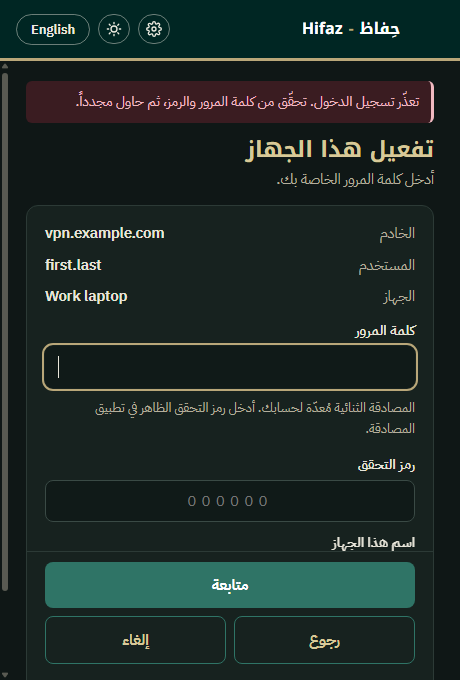 حِفاظ - Hifaz
English
تعذّر تسجيل الدخول. تحقّق من كلمة المرور والرمز، ثم حاول مجدداً.
تفعيل هذا الجهاز
أدخل كلمة المرور الخاصة بك.
الخادم vpn.example.com
المستخدم first.last
الجهاز Work laptop
كلمة المرور
المصادقة الثنائية مُعدّة لحسابك. أدخل رمز التحقق الظاهر في تطبيق
المصادقة.
رمز التحقق
000000
اسم هذا الجهاز
متابعة
رجوع
إلغاء